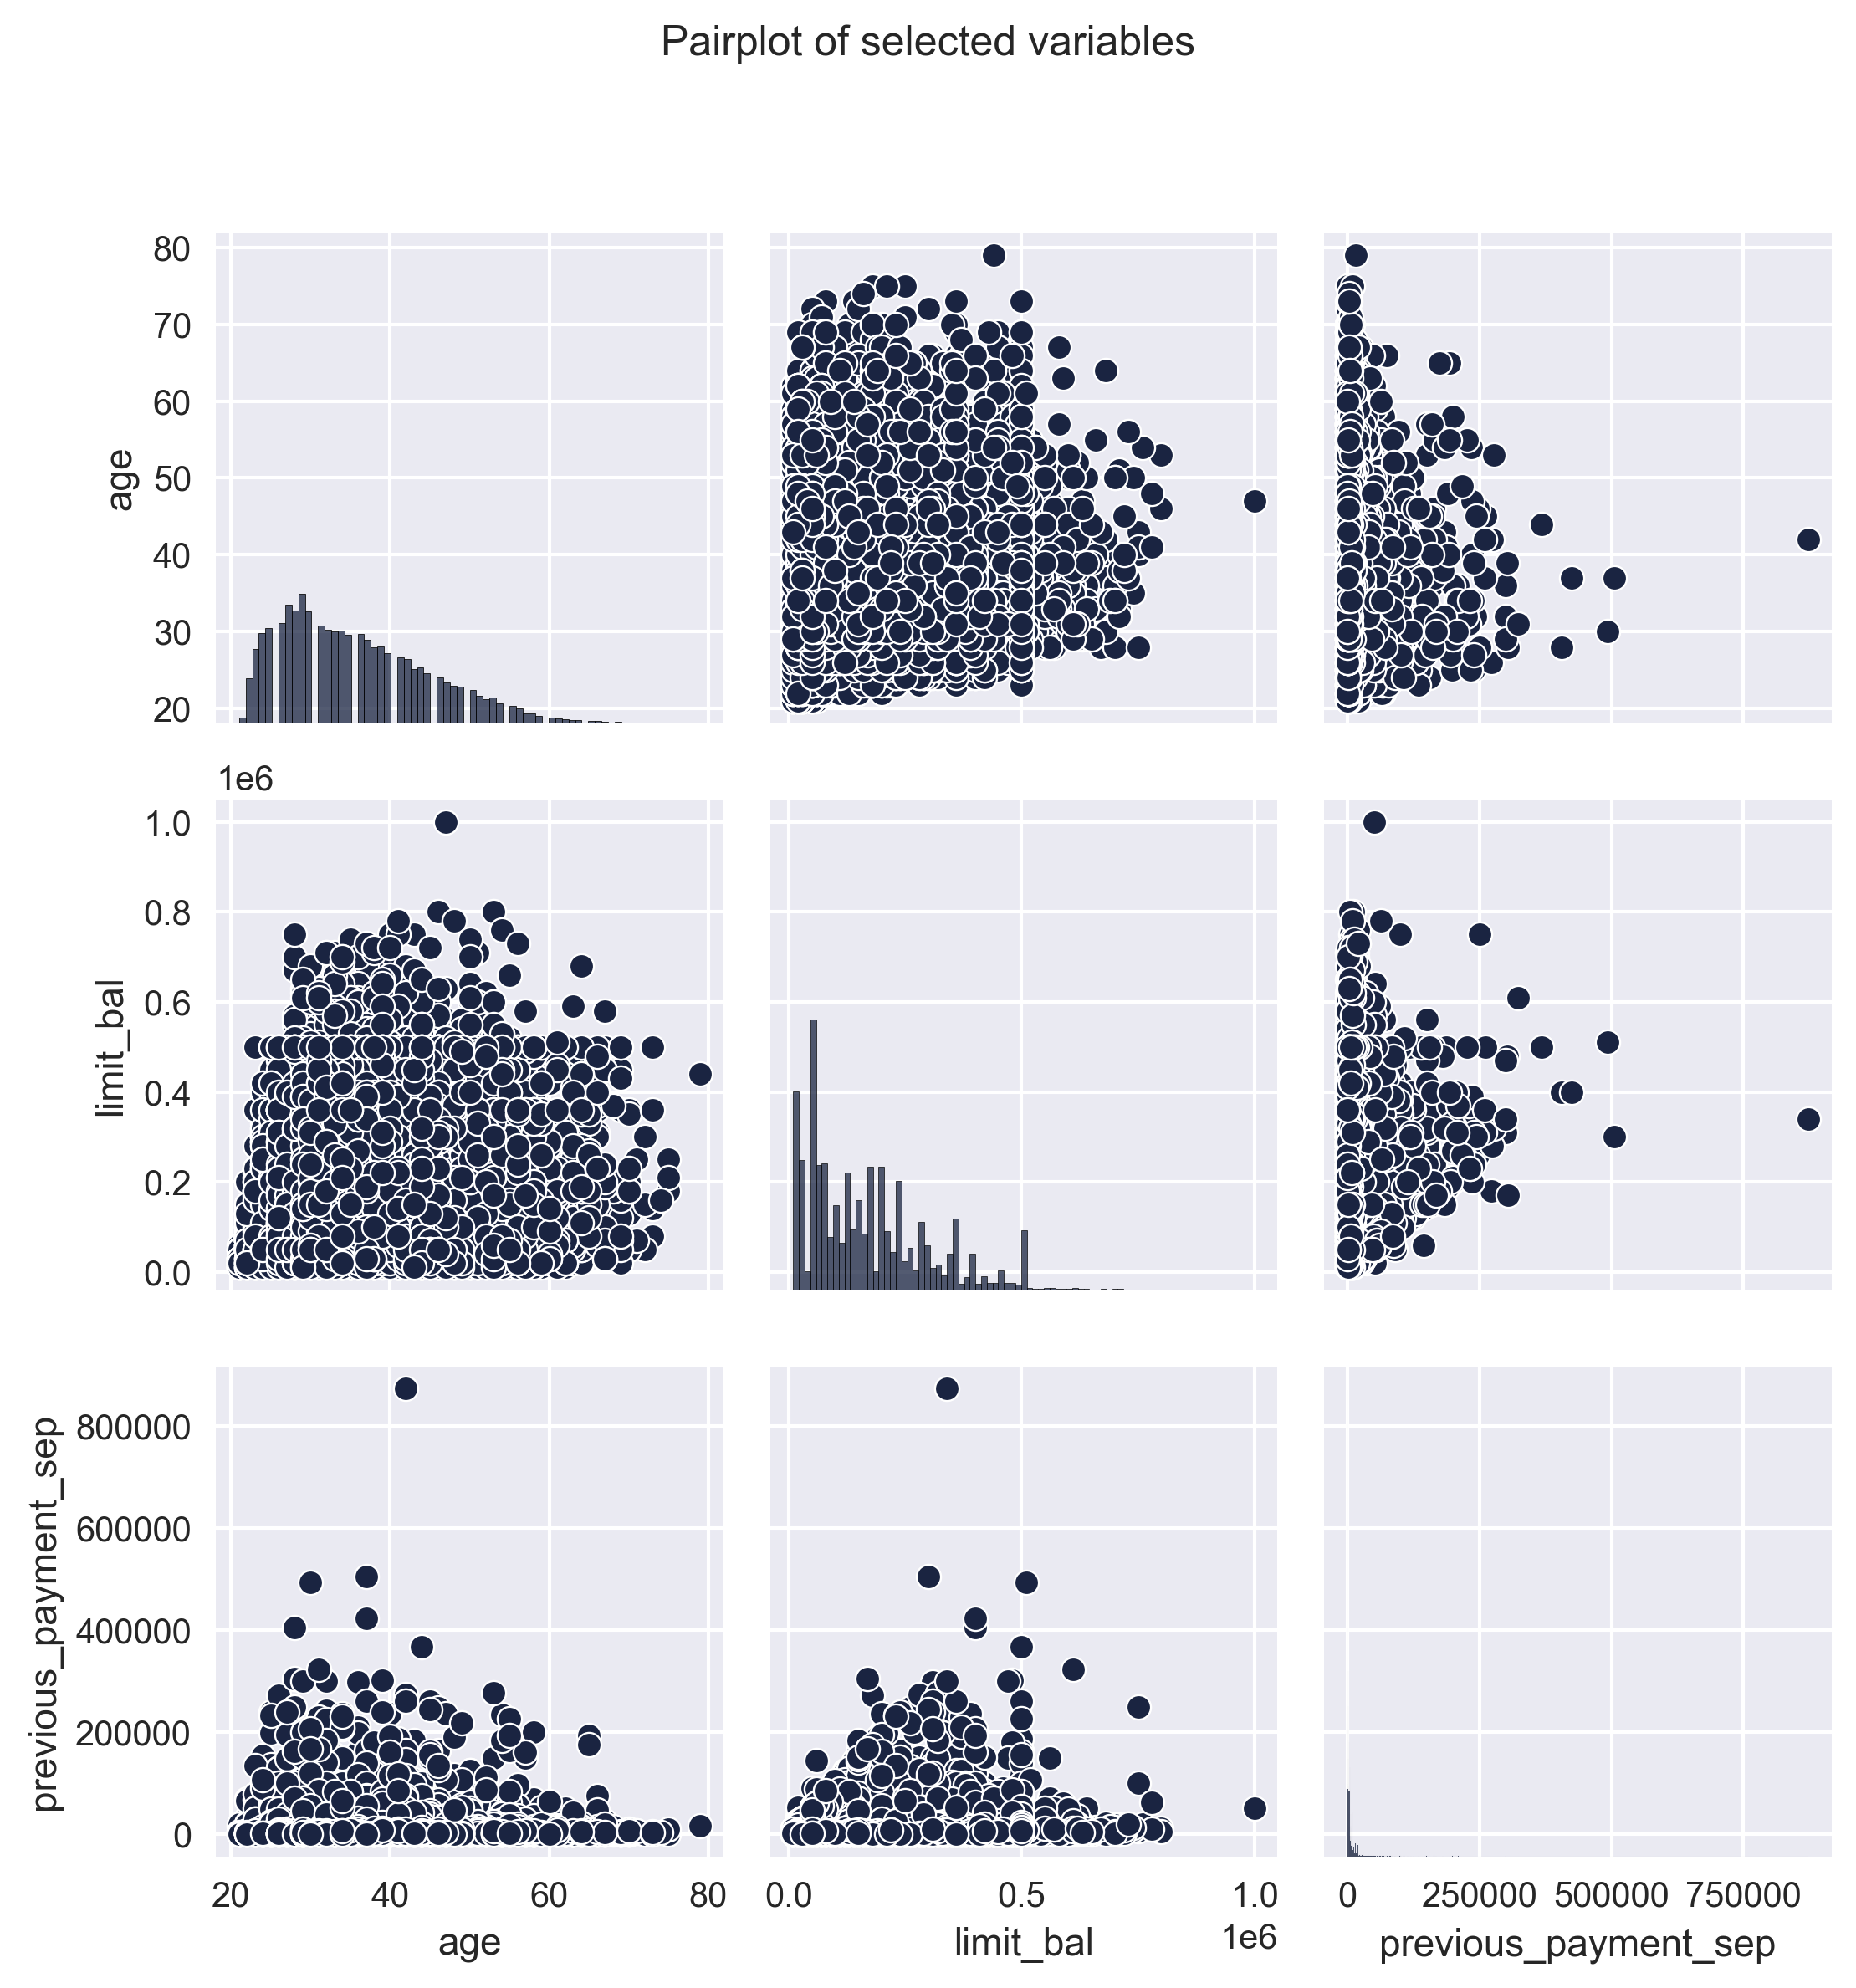 Pairplot of selected variables
80
70
60
50
40
30
20
age
1e6
1.0
0.8
0.6
0.4
0.2
0.0
limit_bal
800000
600000
400000
200000
0
previous_payment_sep
20 40 60 80
0.0 0.5 1.0
0 250000 500000 750000
age
limit_bal
1e6
previous_payment_sep